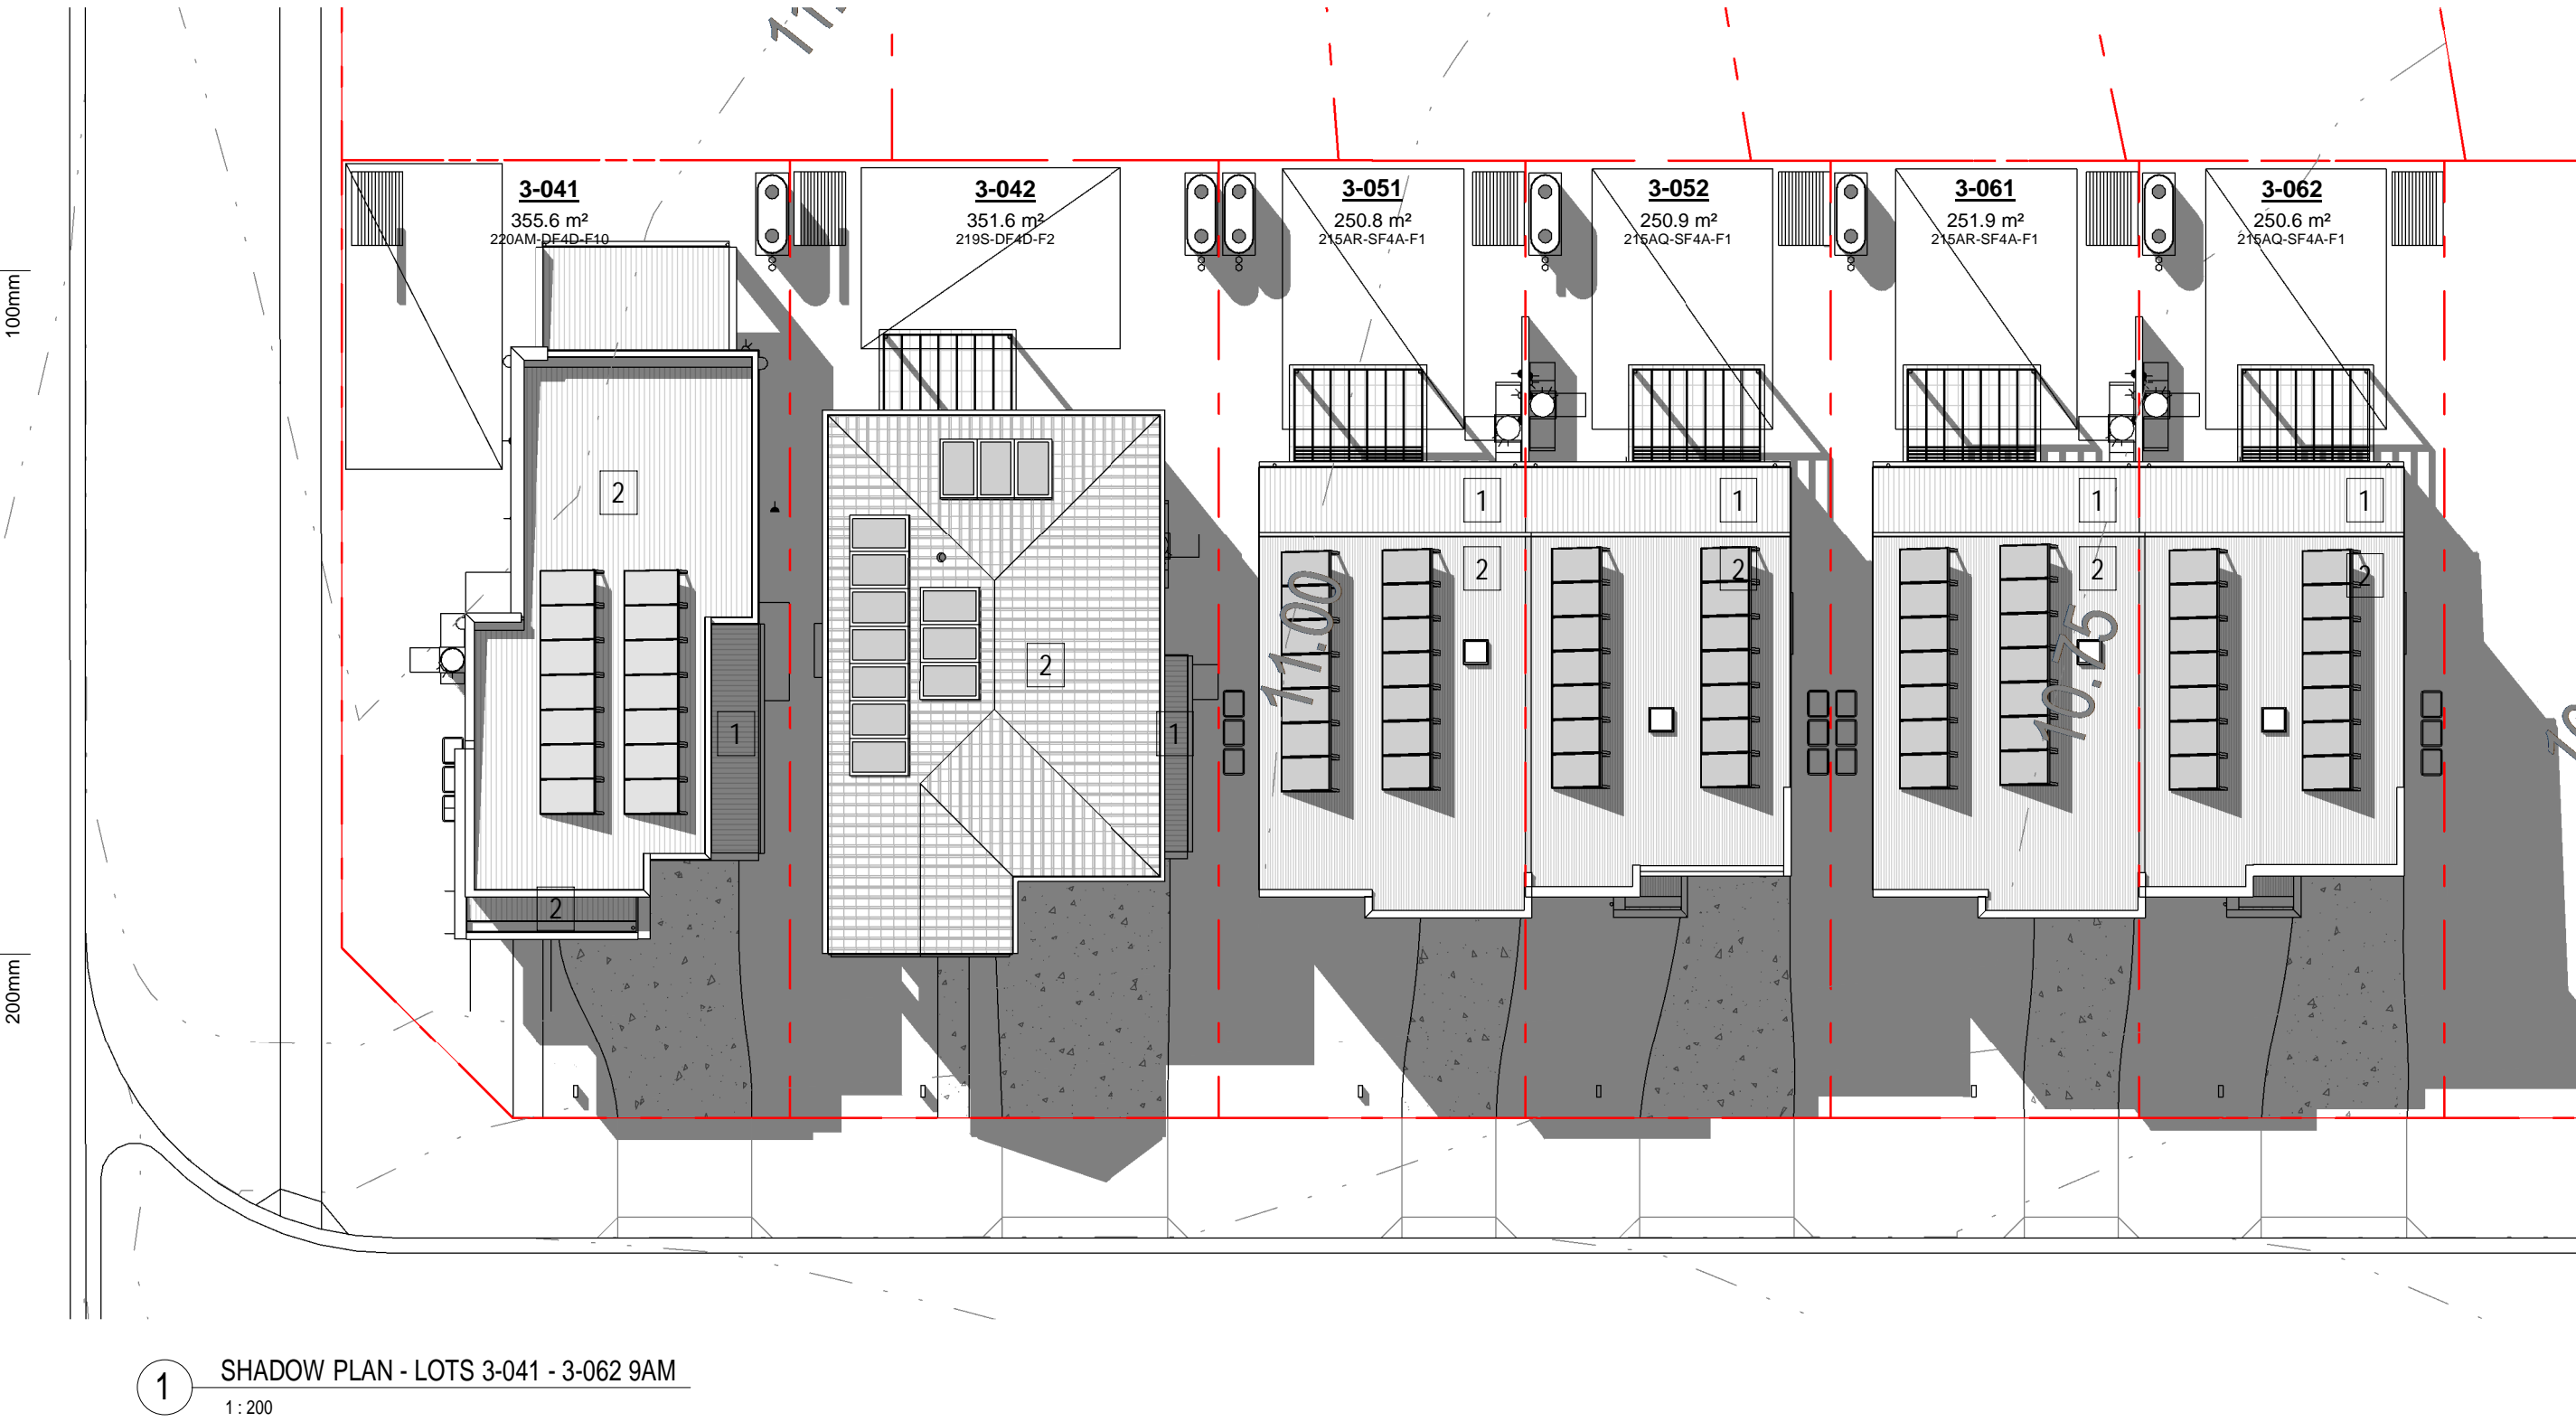 11.
3-041
355.6 m²
220AM-DF4D-F10
3-042
351.6 m²
219S-DF4D-F2
3-051
250.8 m²
215AR-SF4A-F1
3-052
250.9 m²
215AQ-SF4A-F1
3-061
251.9 m²
215AR-SF4A-F1
3-062
250.6 m²
215AQ-SF4A-F1
100mm
2
1
1
1
1
2
2
2
2
11.00
10.75
2
1
1
10
2
200mm
1
SHADOW PLAN - LOTS 3-041 - 3-062 9AM
1 : 200